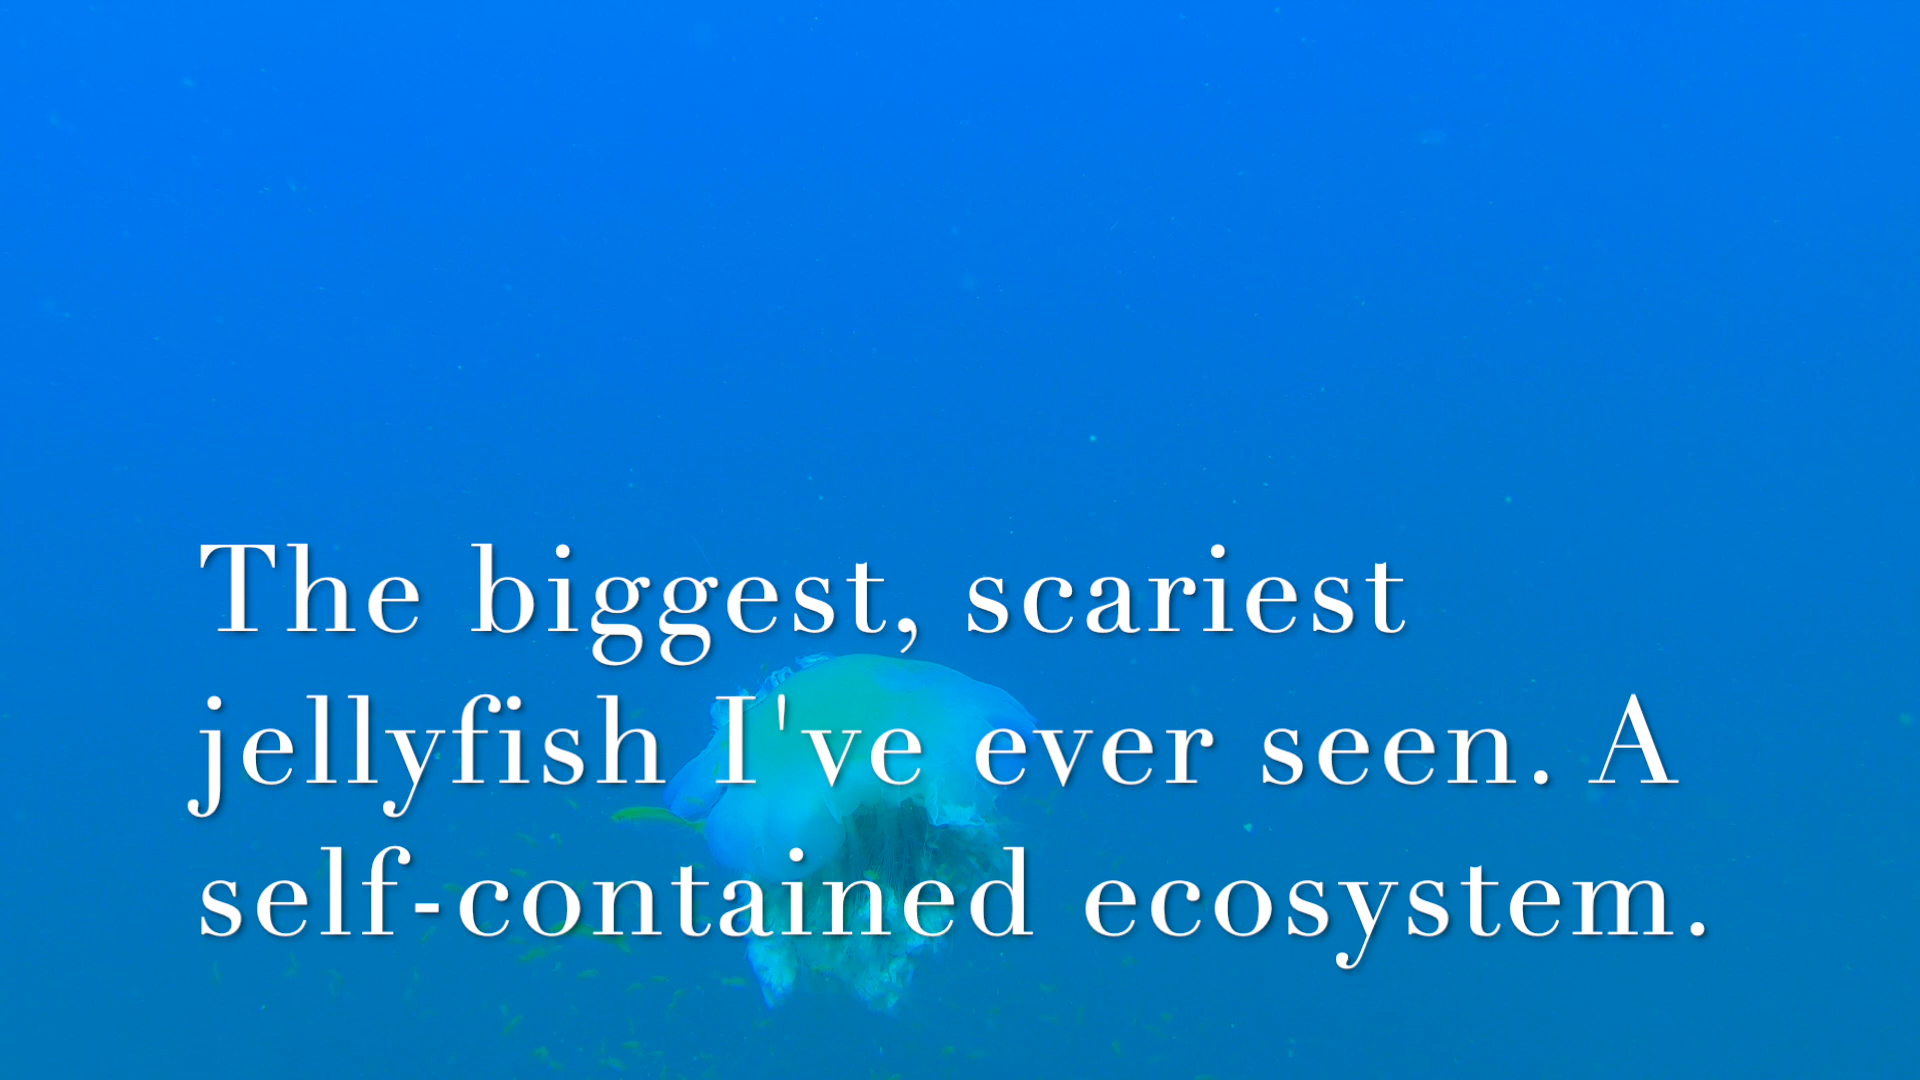 The biggest, scariest
jellyfish I've ever seen. A
self-contained ecosystem.